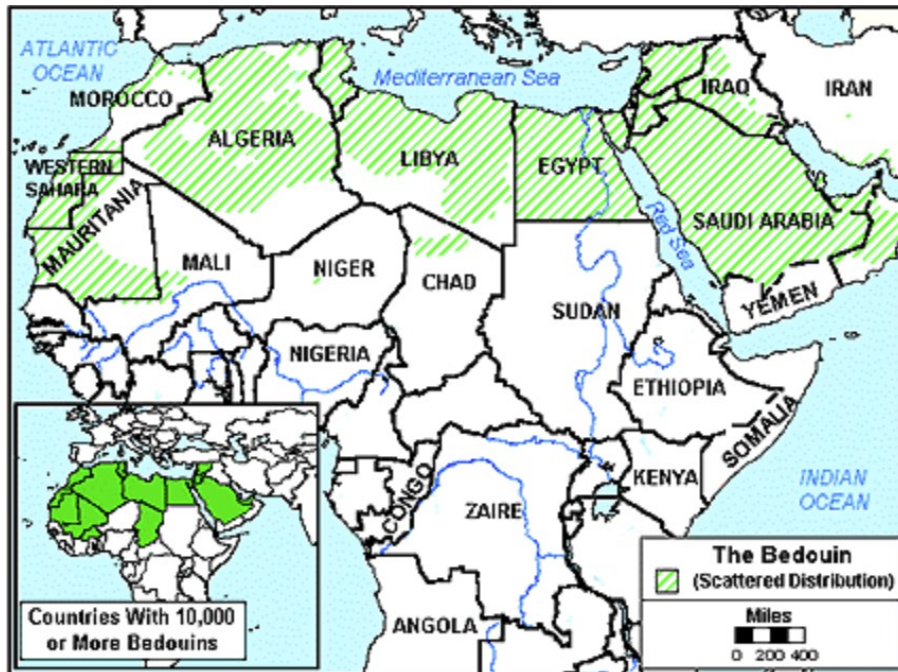 ATLANTIC
OCEAN
Mediterranean Sea
MOROCCO
ALGERIA
LIBYA
EGYPT
IRAQ
IRAN
WESTERN
SAHARA
MAURITANIA
MALI
NIGER
CHAD
SUDAN
Red Sea
SAUDI ARABIA
YEMEN
NIGERIA
ETHIOPIA
SOMALIA
CONGO
ZAIRE
KENYA
INDIAN
OCEAN
ANGOLA
Countries With 10,000
or More Bedouins
The Bedouin
(Scattered Distribution)
Miles
0 200 400